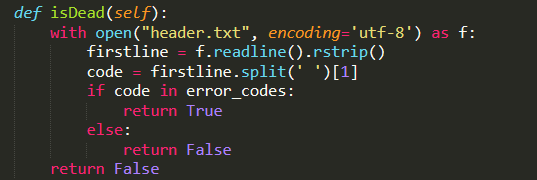 def isDead(self):
    with open("header.txt", encoding='utf-8') as f:
        firstline = f.readline().rstrip()
        code = firstline.split(' ')[1]
        if code in error_codes:
            return True
        else:
            return False
    return False